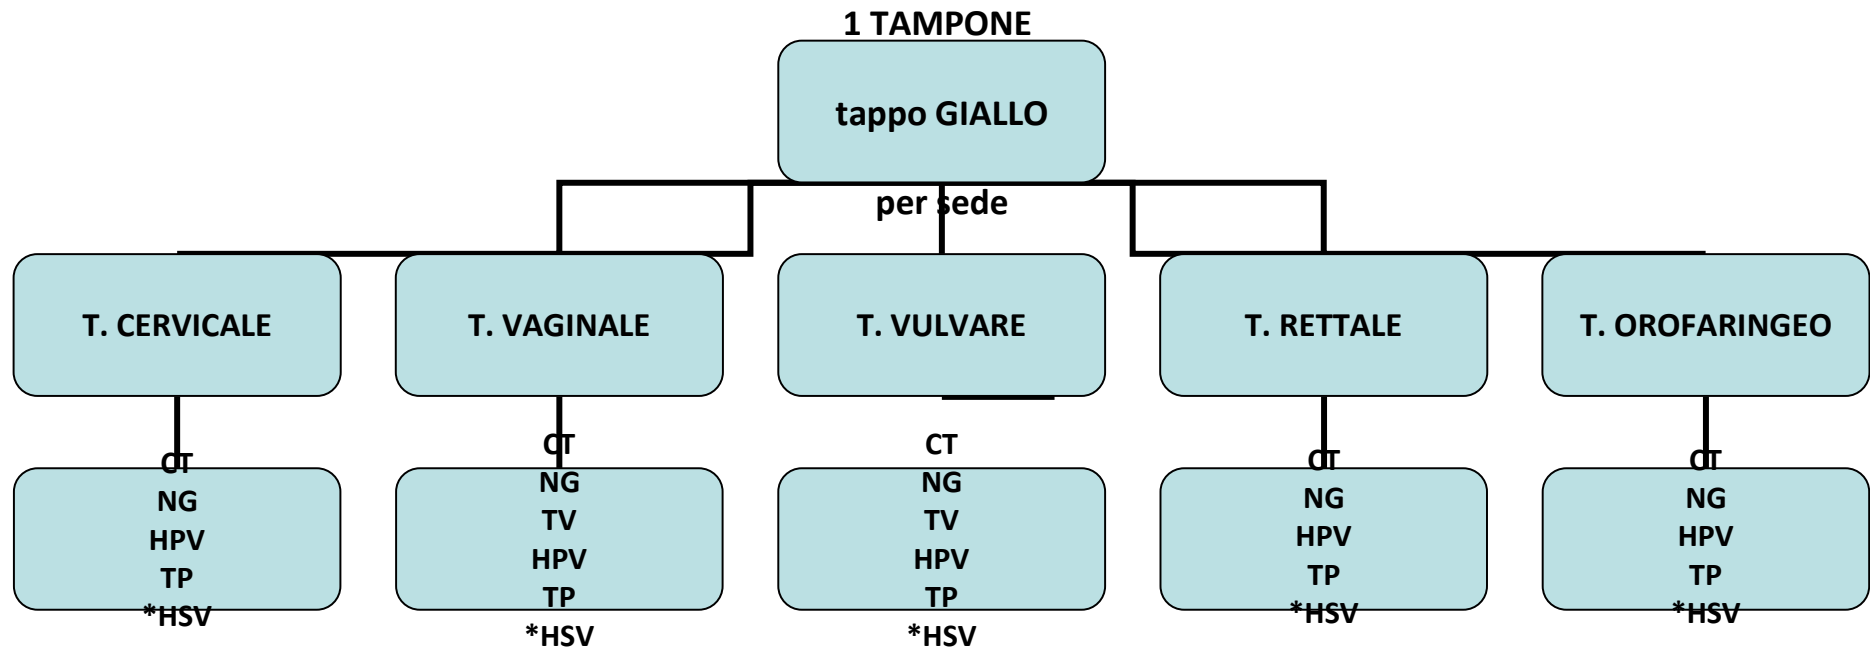 1 TAMPONE
tappo GIALLO
per sede
T. CERVICALE
T. VAGINALE
T. VULVARE
T. RETTALE
T. OROFARINGEO
CT
NG
HPV
TP
*HSV
CT
NG
TV
HPV
TP
*HSV
CT
NG
TV
HPV
TP
*HSV
CT
NG
HPV
TP
*HSV
CT
NG
HPV
TP
*HSV